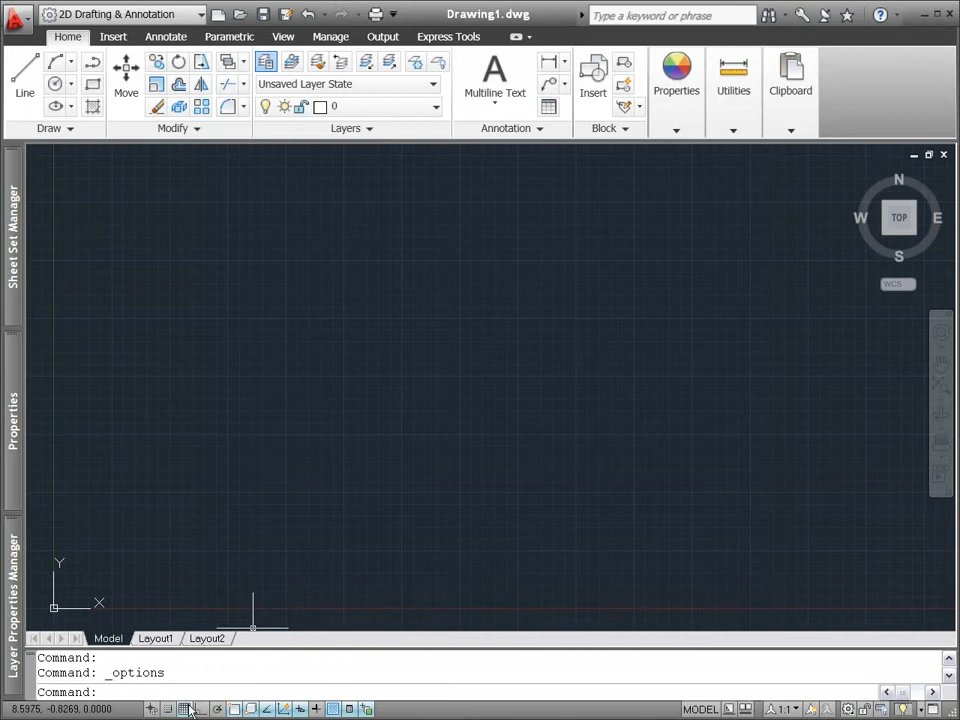 2D Drafting & Annotation
Drawing1.dwg
Type a keyword or phrase
Home Insert Annotate Parametric View Manage Output Express Tools
Line
Move
Unsaved Layer State
0
Multiline Text
Insert
Properties
Utilities
Clipboard
Draw
Modify
Layers
Annotation
Block
Sheet Set Manager
Properties
Layer Properties Manager
N
W
TOP
E
S
WCS
Y
X
Model Layout1 Layout2
Command:
Command: _options
Command:
8.5975, -0.8269, 0.0000
MODEL
1:1